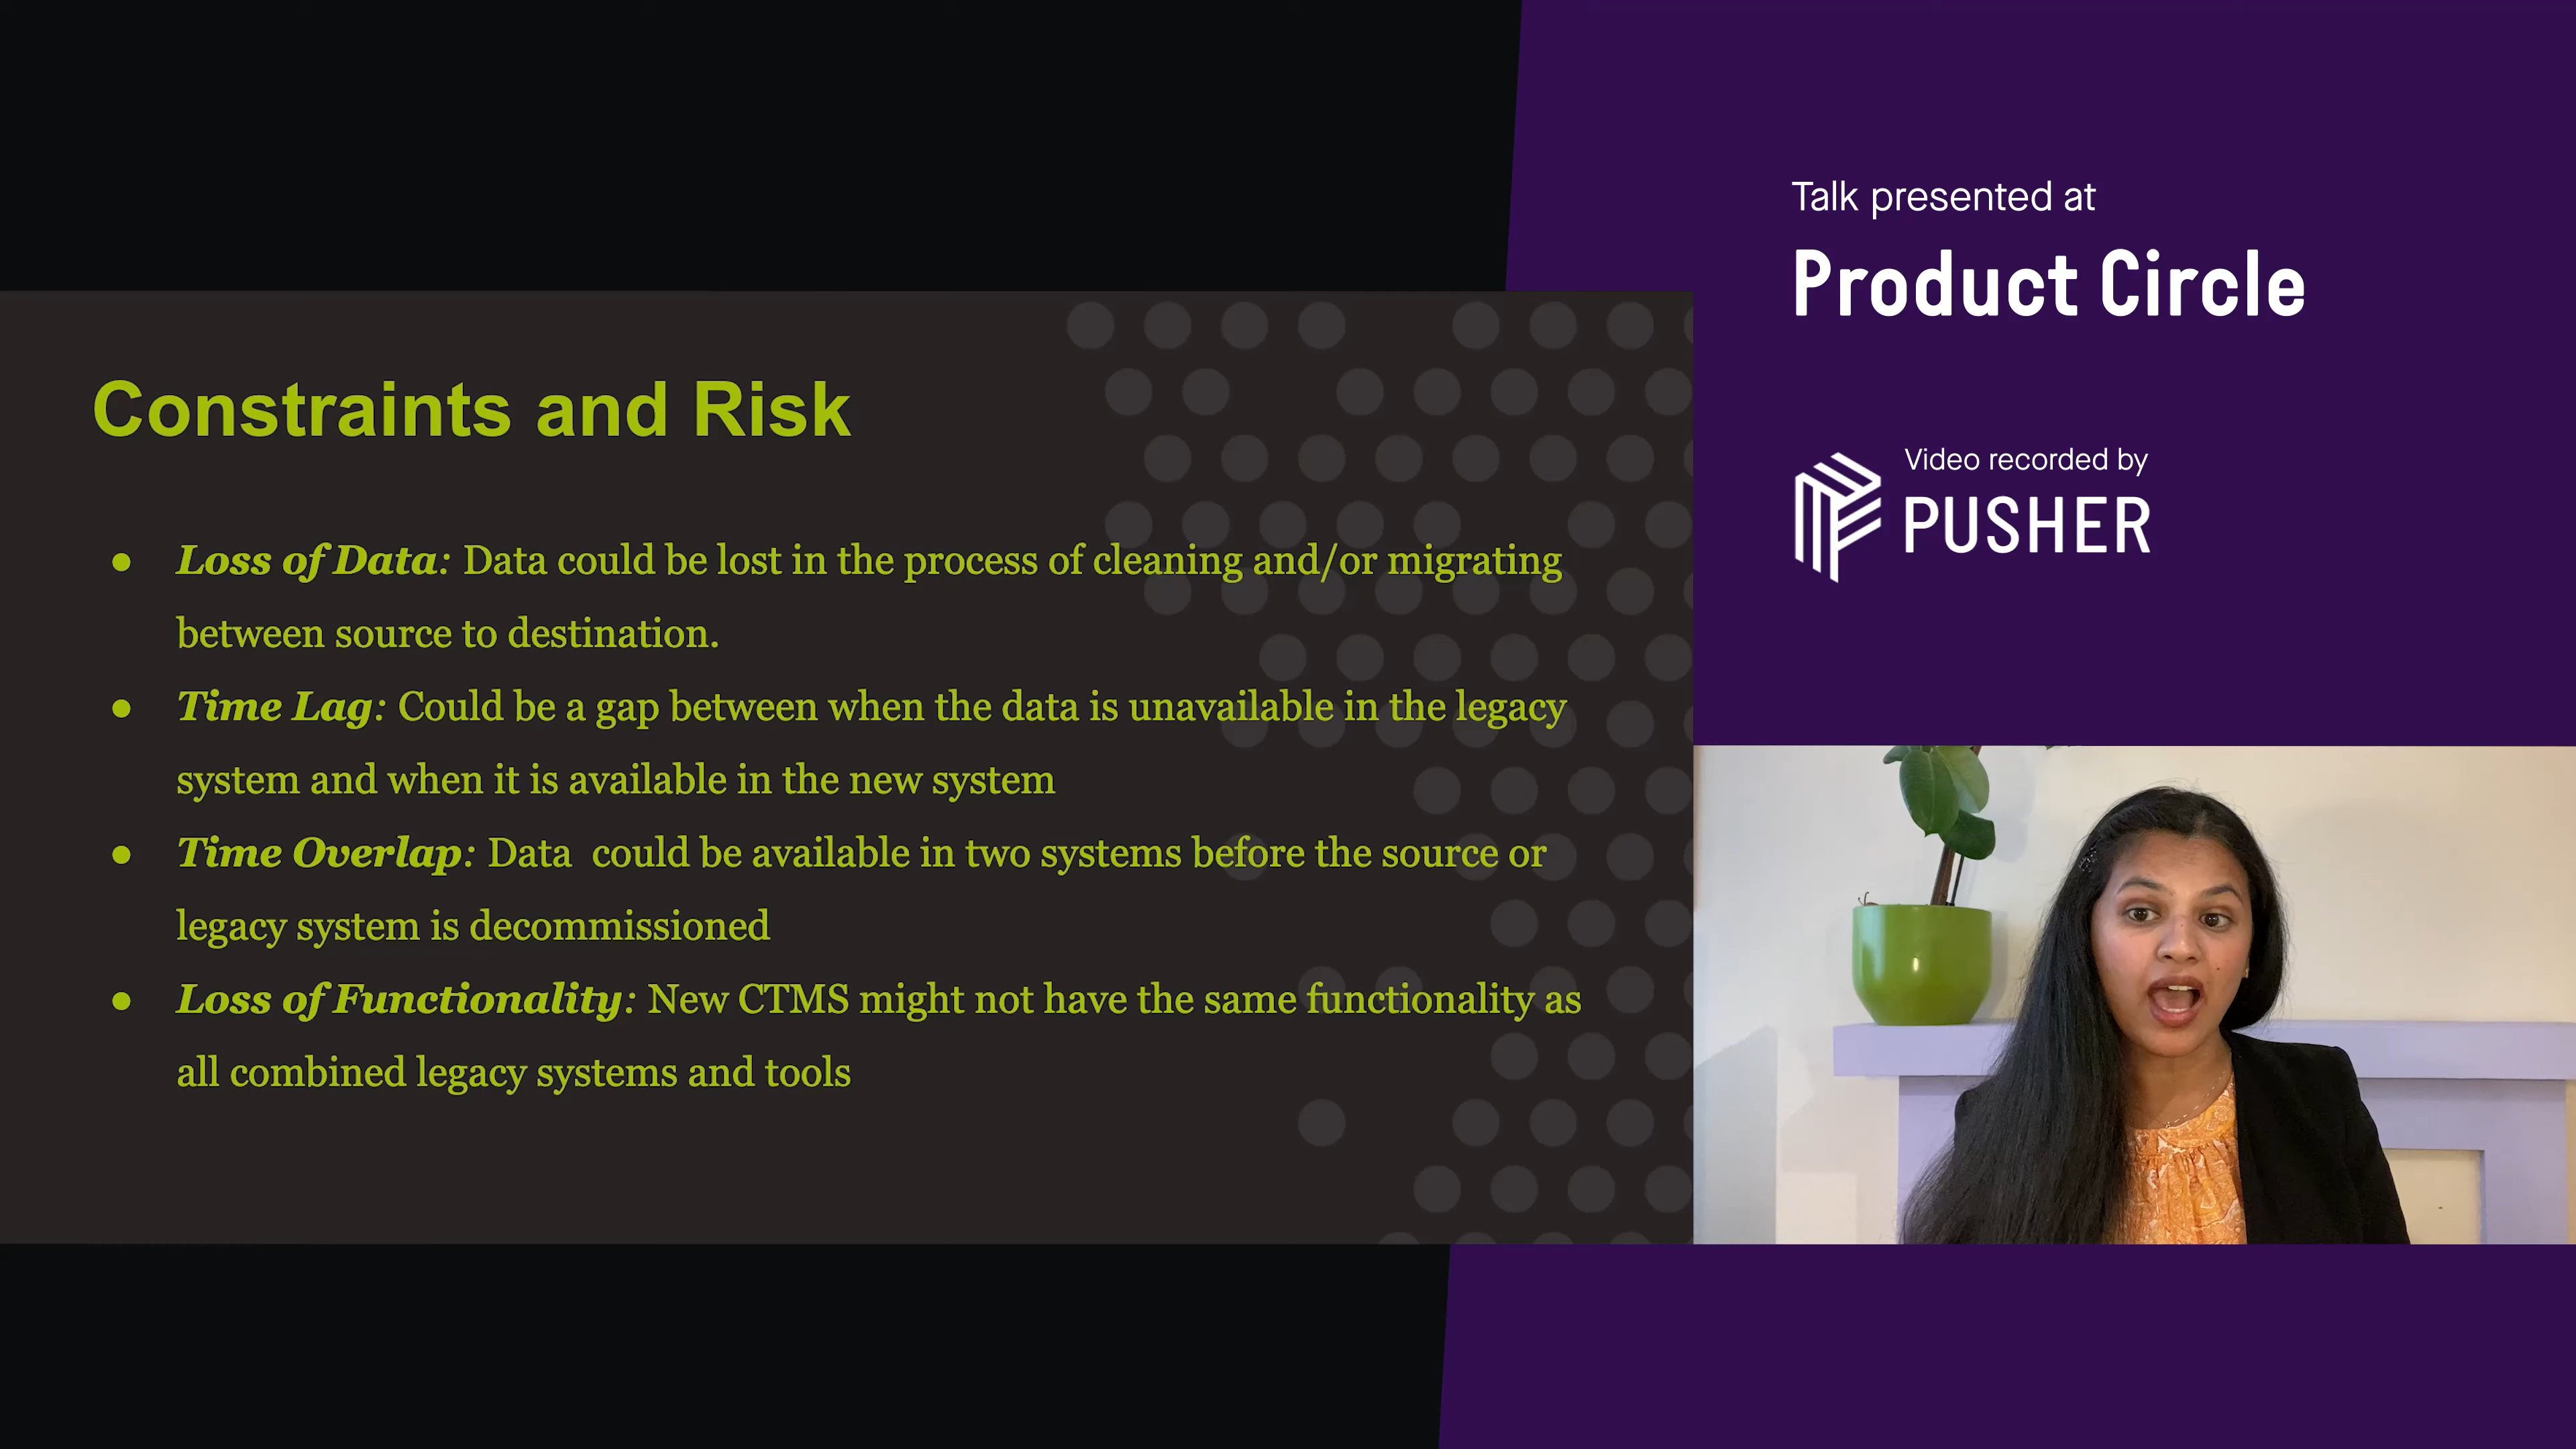 Talk presented at
Product Circle
Video recorded by
PUSHER
Constraints and Risk
● Loss of Data: Data could be lost in the process of cleaning and/or migrating
between source to destination.
● Time Lag: Could be a gap between when the data is unavailable in the legacy
system and when it is available in the new system
● Time Overlap: Data  could be available in two systems before the source or
legacy system is decommissioned
● Loss of Functionality: New CTMS might not have the same functionality as
all combined legacy systems and tools